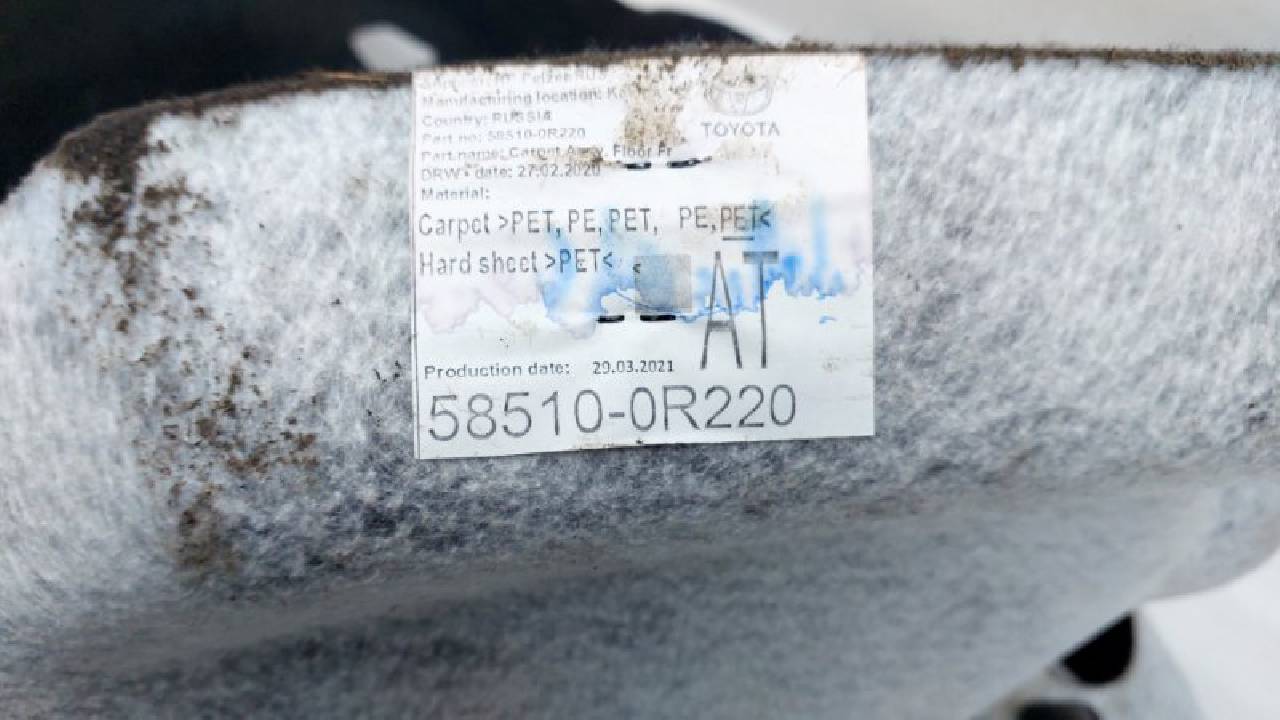 Manufacturing location:
Country: RUSSIA
TOYOTA
Part no: 58510-0R220
Part name: Carpet Assy, Floor Fr
DRW. date: 27.02.2020
Material:
Carpet >PET, PE, PET, PE, PET<
Hard sheet >PET< <
AT
Production date: 29.03.2021
58510-0R220